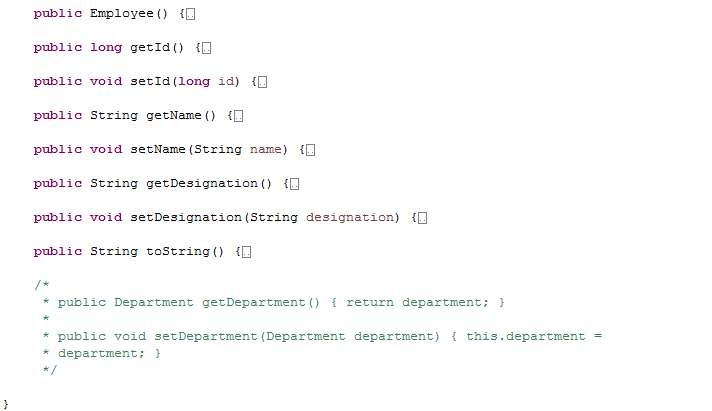 public Employee() {..
public long getId() {..
public void setId(long id) {..
public String getName() {..
public void setName(String name) {..
public String getDesignation() {..
public void setDesignation(String designation) {..
public String toString() {..
/*
* public Department getDepartment() { return department; }
*
* public void setDepartment(Department department) { this.department =
* department; }
*/
}